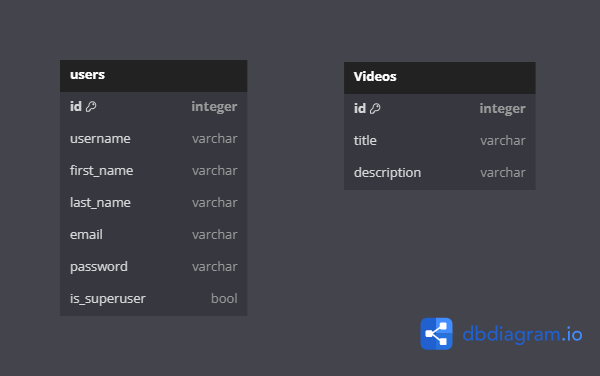 users
id integer
username varchar
first_name varchar
last_name varchar
email varchar
password varchar
is_superuser bool
Videos
id integer
title varchar
description varchar
dbdiagram.io